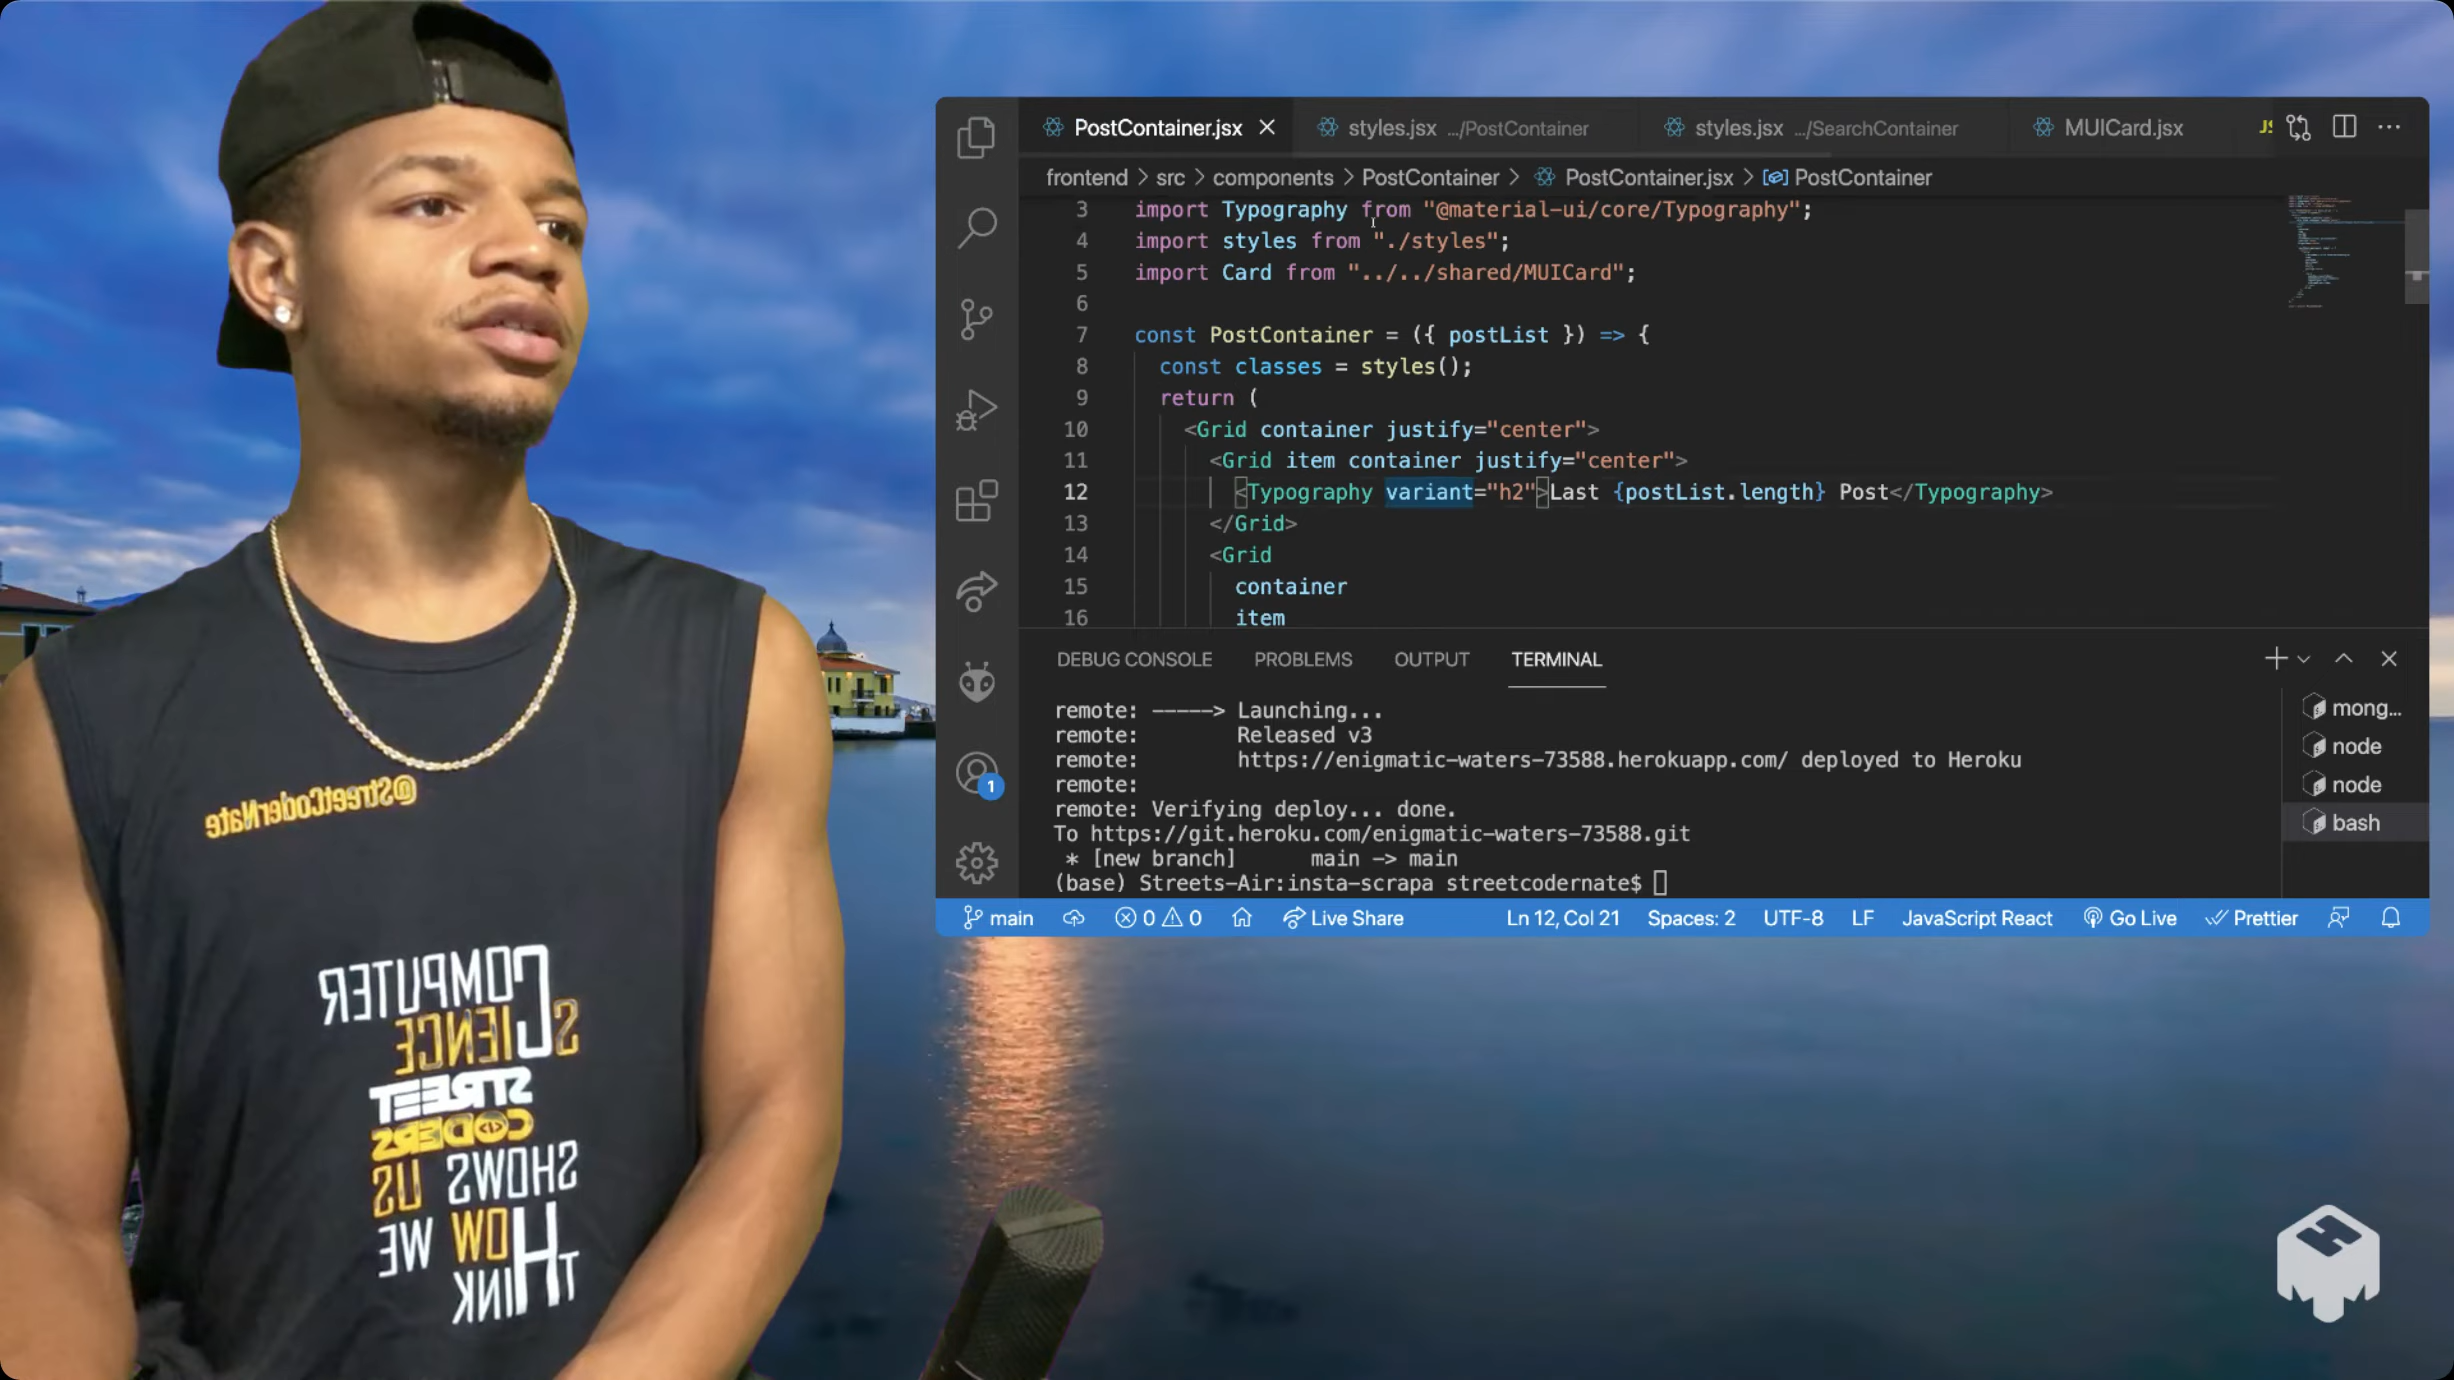 @StreetCoderNate
COMPUTER
SCIENCE
STREET
CODERS
SHOWS US
HOW WE
THINK
PostContainer.jsx styles.jsx .../PostContainer styles.jsx .../SearchContainer MUICard.jsx JS
frontend > src > components > PostContainer > PostContainer.jsx > PostContainer
3 import Typography from "@material-ui/core/Typography";
4 import styles from "./styles";
5 import Card from "../../shared/MUICard";
6
7 const PostContainer = ({ postList }) => {
8 const classes = styles();
9 return (
10 <Grid container justify="center">
11 <Grid item container justify="center">
12 <Typography variant="h2">Last {postList.length} Post</Typography>
13 </Grid>
14 <Grid
15 container
16 item
DEBUG CONSOLE PROBLEMS OUTPUT TERMINAL
remote: -----> Launching...
remote: Released v3
remote: https://enigmatic-waters-73588.herokuapp.com/ deployed to Heroku
remote:
remote: Verifying deploy... done.
To https://git.heroku.com/enigmatic-waters-73588.git
* [new branch] main -> main
(base) Streets-Air:insta-scrapa streetcodernate$
mong...
node
node
bash
1
main 0 0 Live Share Ln 12, Col 21 Spaces: 2 UTF-8 LF JavaScript React Go Live Prettier